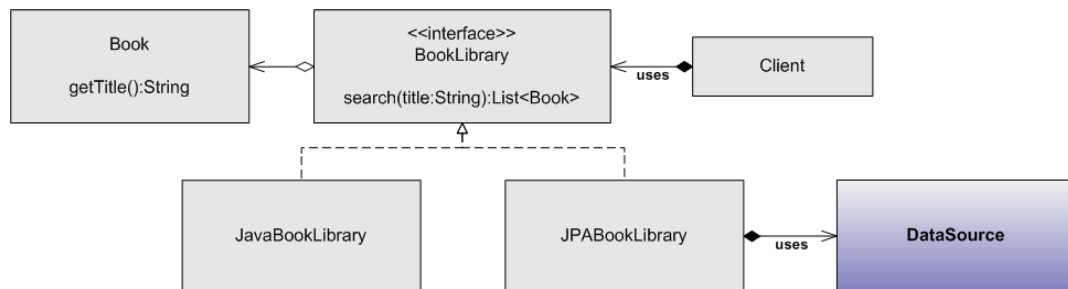 Book
getTitle():String
<<interface>>
BookLibrary
search(title:String):List<Book>
uses
Client
JavaBookLibrary
JPABookLibrary
uses
DataSource